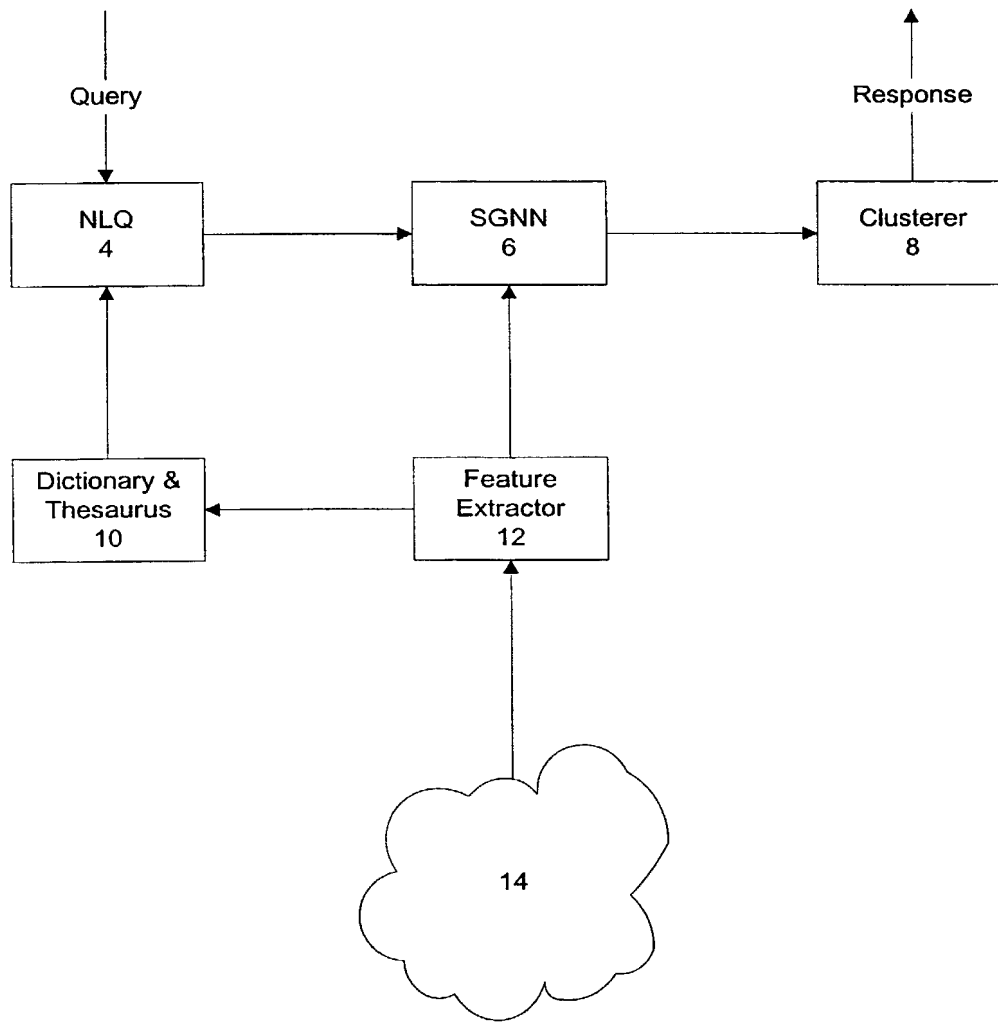 Query
Response
NLQ
4
SGNN
6
Clusterer
8
Dictionary &
Thesaurus
10
Feature
Extractor
12
14